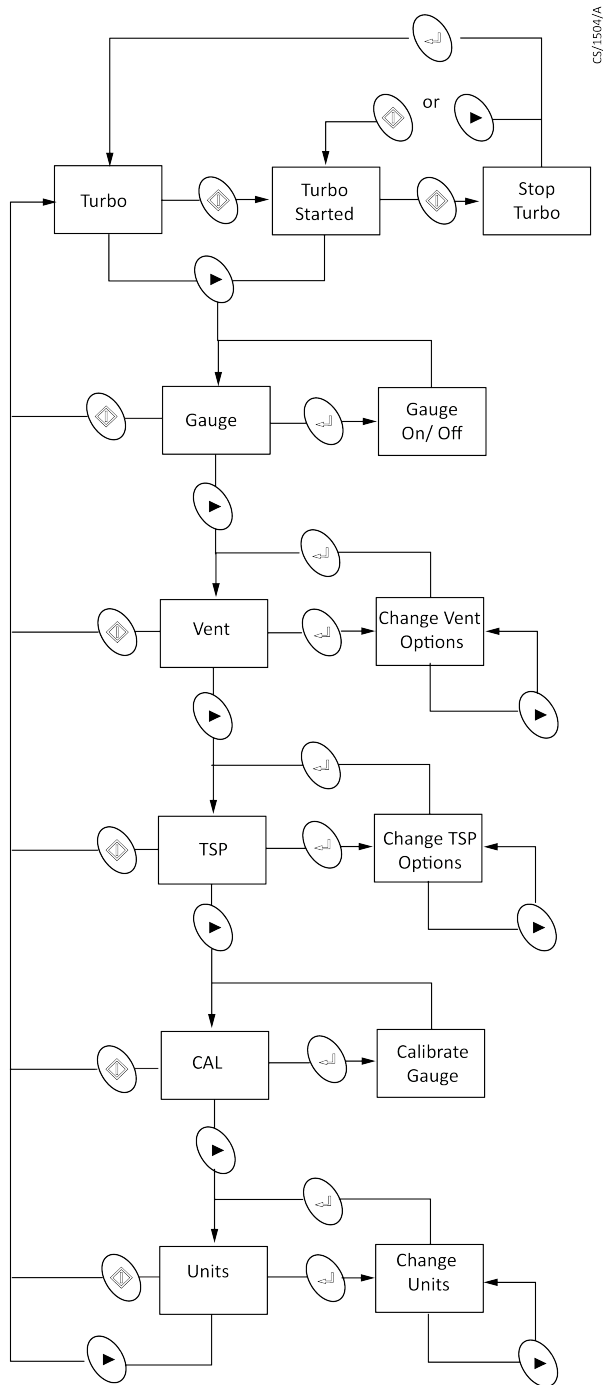 CS/1504/A
or
Turbo
Turbo
Started
Stop
Turbo
Gauge
Gauge
On/ Off
Vent
Change Vent
Options
TSP
Change TSP
Options
CAL
Calibrate
Gauge
Units
Change
Units